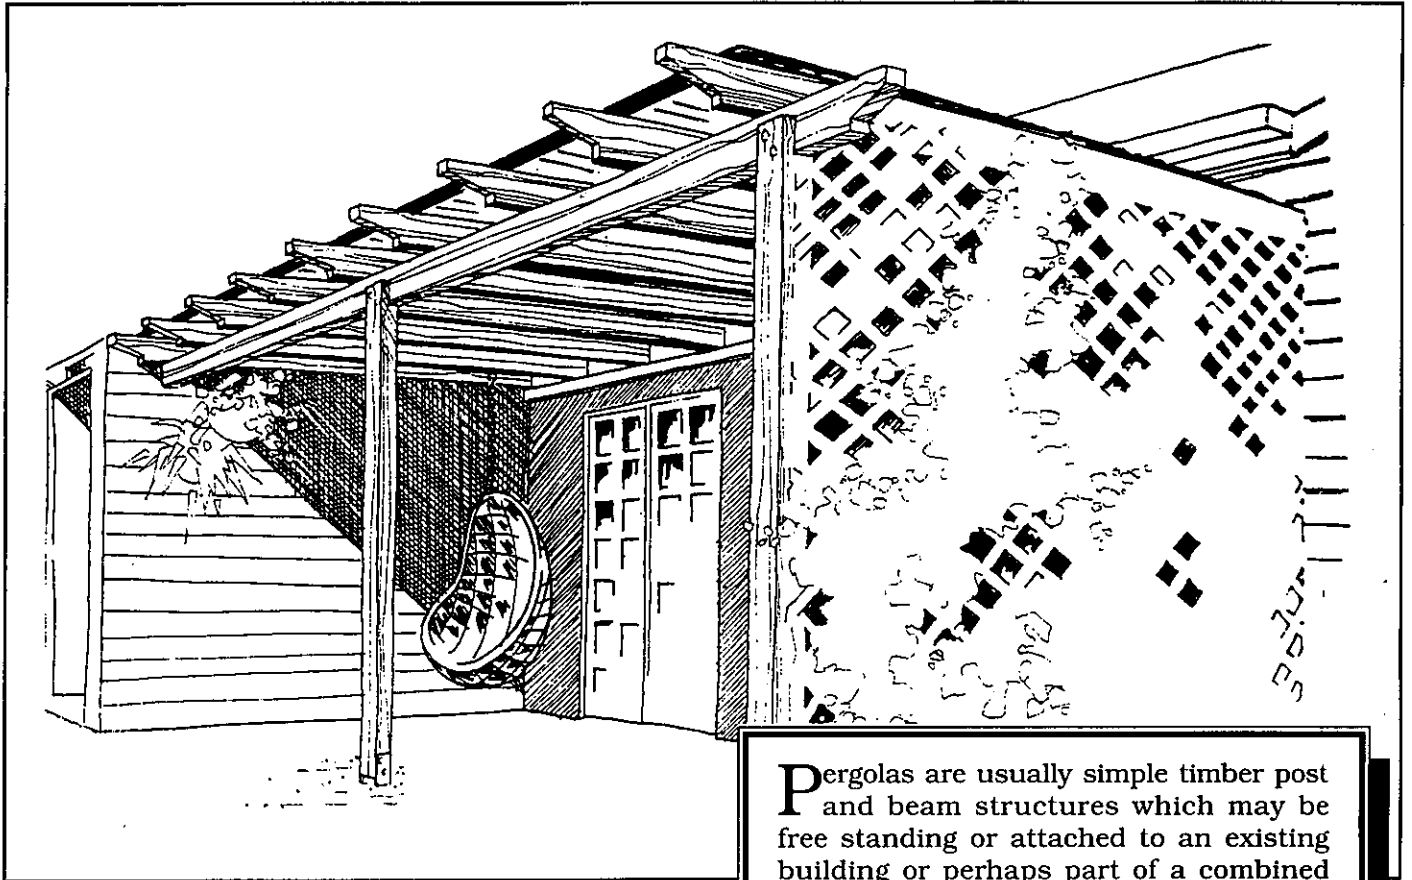 Pergolas are usually simple timber post
and beam structures which may be
free standing or attached to an existing
building or perhaps part of a combined